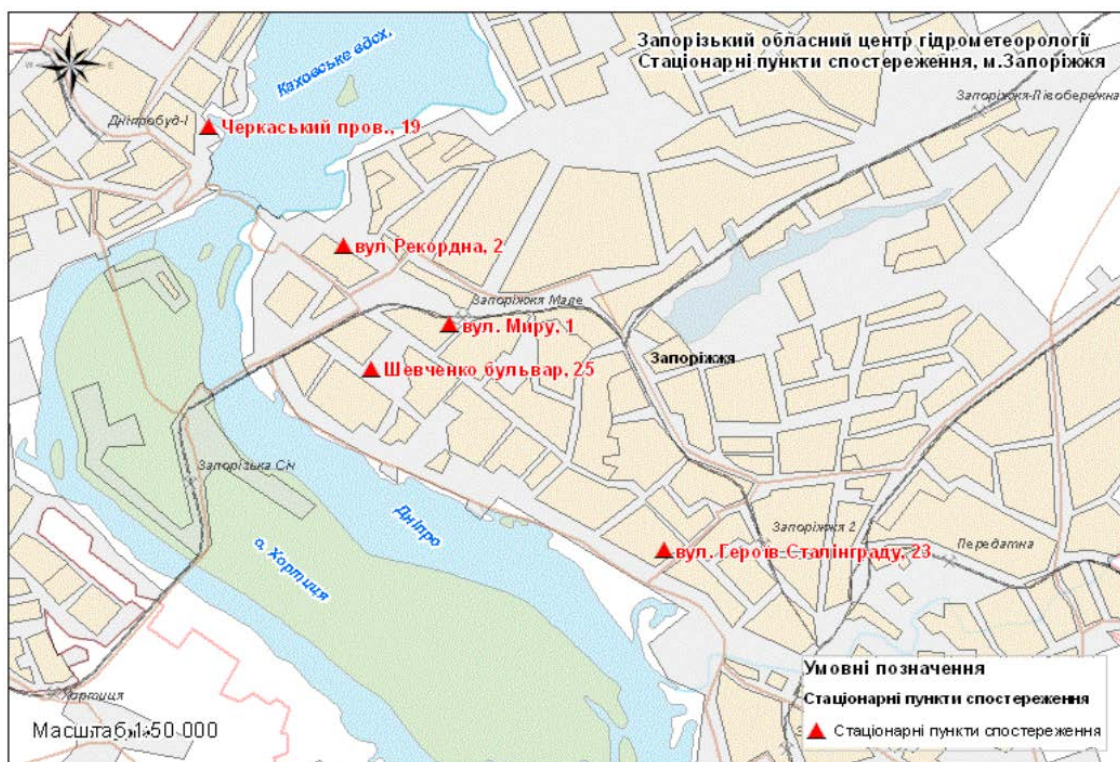 Запорізький обласний центр гідрометеорології
Стаціонарні пункти спостереження, м.Запоріжжя
W
E
Каховське вдсх.
Запоріжжя-Лівобережна
Дніпробуд-І
Черкаський пров., 19
вул Рекордна, 2
Запоріжжя Мале
вул. Миру, 1
Запоріжжя
Шевченко бульвар, 25
Запорізька Січ
Дніпро
о. Хортиця
Запоріжжя 2
Передатна
вул. Героїв Сталінграду, 23
Хортиця
Масштаб 1:50 000
Умовні позначення
Стаціонарні пункти спостереження
Стаціонарні пункти спостереження